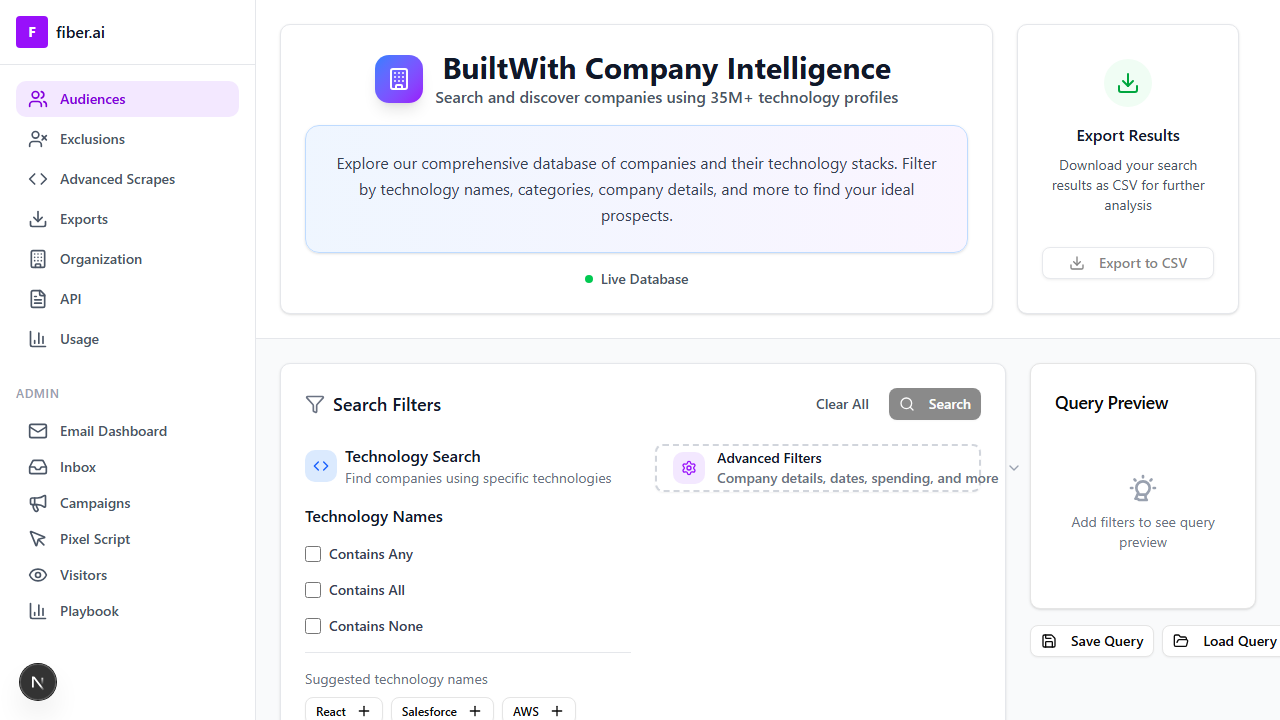 F fiber.ai
Audiences
Exclusions
Advanced Scrapes
Exports
Organization
API
Usage
ADMIN
Email Dashboard
Inbox
Campaigns
Pixel Script
Visitors
Playbook
N
BuiltWith Company Intelligence
Search and discover companies using 35M+ technology profiles
Explore our comprehensive database of companies and their technology stacks. Filter
by technology names, categories, company details, and more to find your ideal
prospects.
Live Database
Export Results
Download your search
results as CSV for further
analysis
Export to CSV
Search Filters
Clear All
Search
Technology Search
Find companies using specific technologies
Advanced Filters
Company details, dates, spending, and more
Technology Names
Contains Any
Contains All
Contains None
Suggested technology names
React
Salesforce
AWS
Query Preview
Add filters to see query
preview
Save Query
Load Query